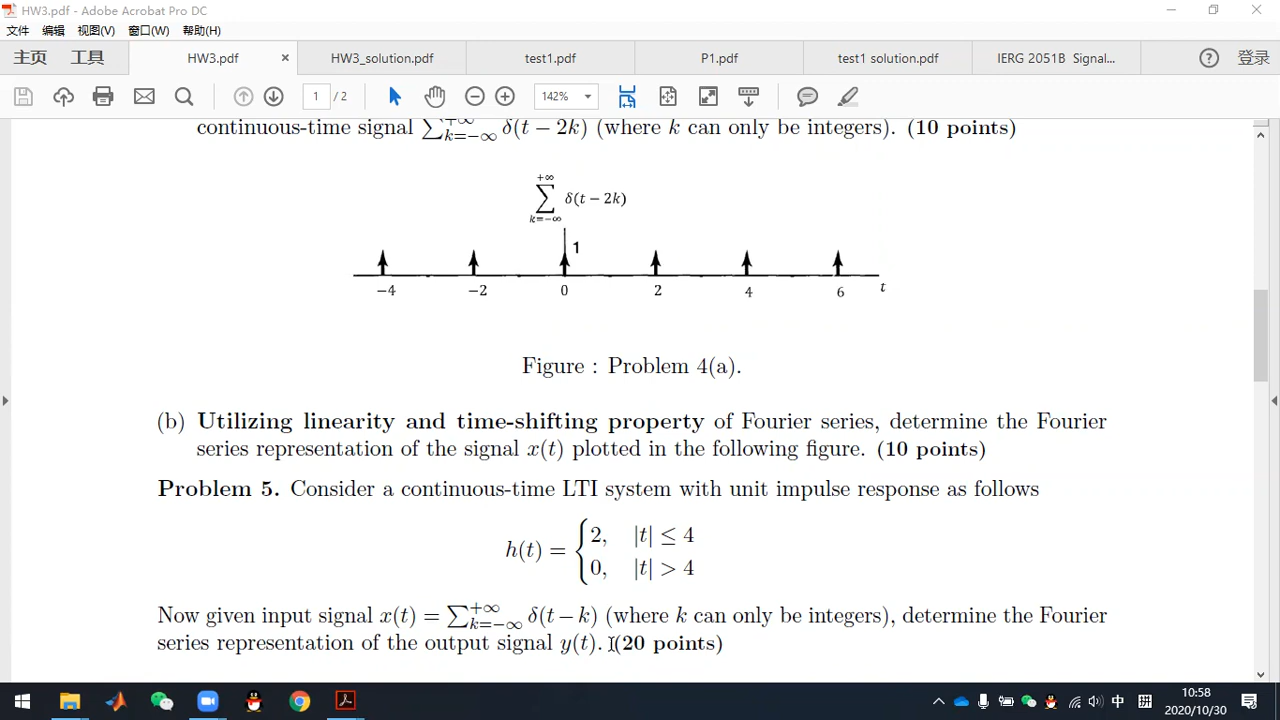 HW3.pdf - Adobe Acrobat Pro DC
文件 编辑 视图(V) 窗口(W) 帮助(H)
主页 工具 HW3.pdf × HW3_solution.pdf test1.pdf P1.pdf test1 solution.pdf IERG 2051B Signal... 登录
1 / 2 142%
continuous-time signal ∑_{k=−∞}^{+∞} δ(t − 2k) (where k can only be integers). (10 points)
∑_{k=−∞}^{+∞} δ(t − 2k)
1
−4 −2 0 2 4 6 t
Figure : Problem 4(a).
(b) Utilizing linearity and time-shifting property of Fourier series, determine the Fourier
series representation of the signal x(t) plotted in the following figure. (10 points)
Problem 5. Consider a continuous-time LTI system with unit impulse response as follows
h(t) = { 2, |t| ≤ 4
0, |t| > 4
Now given input signal x(t) = ∑_{k=−∞}^{+∞} δ(t − k) (where k can only be integers), determine the Fourier
series representation of the output signal y(t). (20 points)
中 拼 10:58
2020/10/30